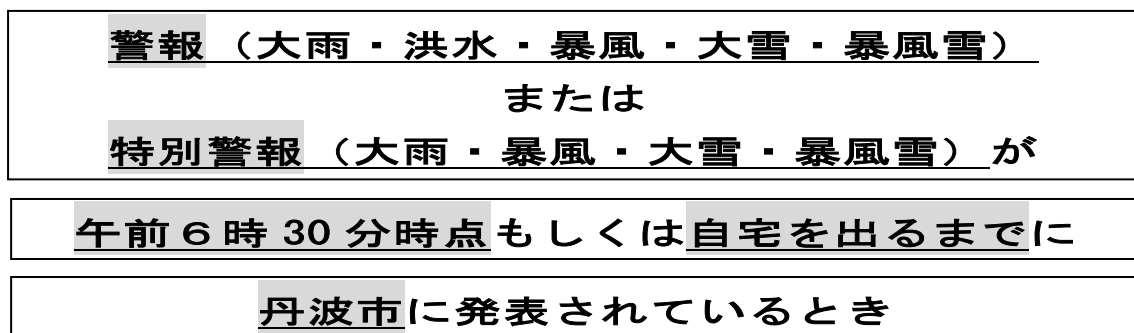 警報（大雨・洪水・暴風・大雪・暴風雪）
または
特別警報（大雨・暴風・大雪・暴風雪）が
午前６時 30 分時点もしくは自宅を出るまでに
丹波市に発表されているとき